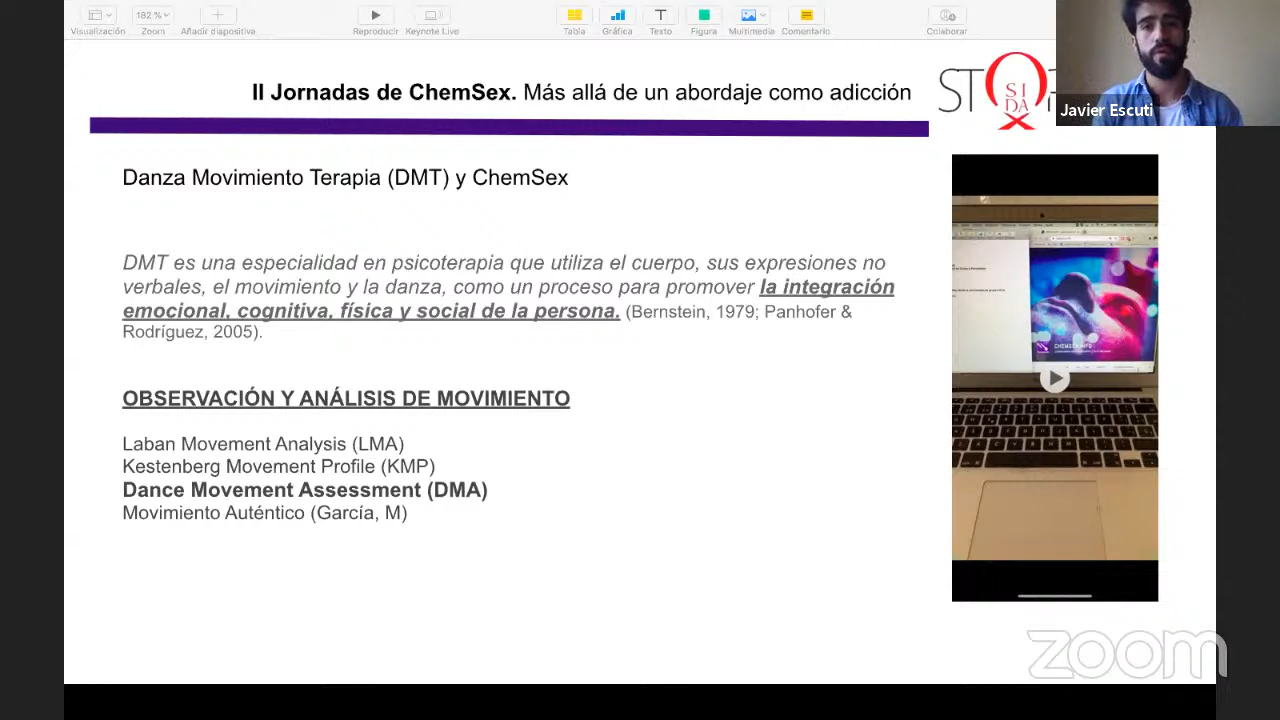 182 %
Visualización
Zoom
Añadir diapositiva
Reproducir
Keynote Live
Tabla
Gráfica
Texto
Figura
Multimedia
Comentario
Colaborar
II Jornadas de ChemSex. Más allá de un abordaje como adicción
ST
SI
DA
Javier Escuti
Danza Movimiento Terapia (DMT) y ChemSex
DMT es una especialidad en psicoterapia que utiliza el cuerpo, sus expresiones no
verbales, el movimiento y la danza, como un proceso para promover la integración
emocional, cognitiva, física y social de la persona. (Bernstein, 1979; Panhofer &
Rodríguez, 2005).
OBSERVACIÓN Y ANÁLISIS DE MOVIMIENTO
Laban Movement Analysis (LMA)
Kestenberg Movement Profile (KMP)
Dance Movement Assessment (DMA)
Movimiento Auténtico (García, M)
CHEMSEX.INFO
zoom